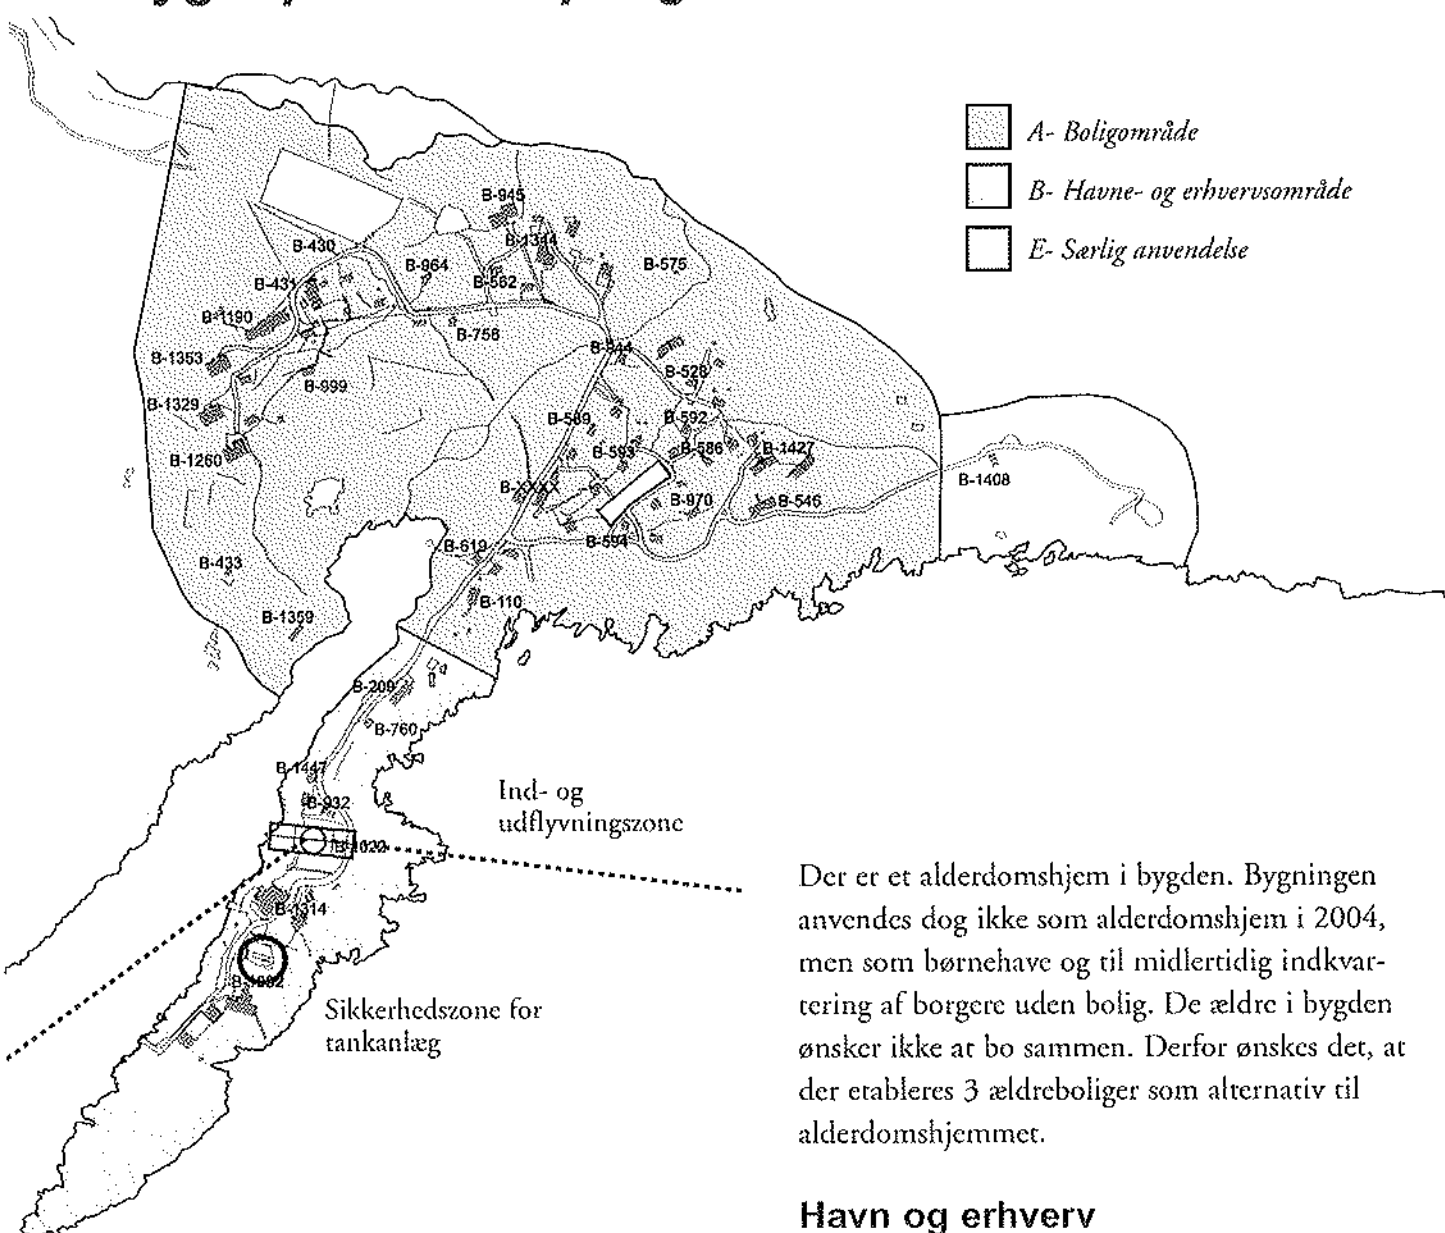 A- Boligområde
B- Havne- og erhvervsområde
E- Særlig anvendelse
B-945
B-1314
B-430
B-964
B-575
B-431
B-562
B-1190
B-758
B-1353
B-999
B-528
B-1329
B-589
B-592
B-593
B-586
B-1427
B-1260
B-XXXX
B-970
B-546
B-1408
B-594
B-619
B-433
B-110
B-1359
B-209
B-760
B-1447
B-932
B-1314
Ind- og
udflyvningszone
Sikkerhedszone for
tankanlæg
Der er et alderdomshjem i bygden. Bygningen
anvendes dog ikke som alderdomshjem i 2004,
men som børnehave og til midlertidig indkvar-
tering af borgere uden bolig. De ældre i bygden
ønsker ikke at bo sammen. Derfor ønskes det, at
der etableres 3 ældreboliger som alternativ til
alderdomshjemmet.
Havn og erhverv